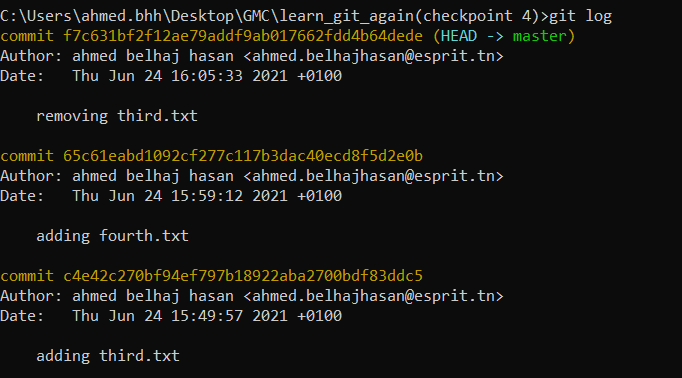 C:\Users\ahmed.bhh\Desktop\GMC\learn_git_again(checkpoint 4)>git log
commit f7c631bf2f12ae79addf9ab017662fdd4b64dede (HEAD -> master)
Author: ahmed belhaj hasan <ahmed.belhajhasan@esprit.tn>
Date:   Thu Jun 24 16:05:33 2021 +0100
removing third.txt
commit 65c61eabd1092cf277c117b3dac40ecd8f5d2e0b
Author: ahmed belhaj hasan <ahmed.belhajhasan@esprit.tn>
Date:   Thu Jun 24 15:59:12 2021 +0100
adding fourth.txt
commit c4e42c270bf94ef797b18922aba2700bdf83ddc5
Author: ahmed belhaj hasan <ahmed.belhajhasan@esprit.tn>
Date:   Thu Jun 24 15:49:57 2021 +0100
adding third.txt